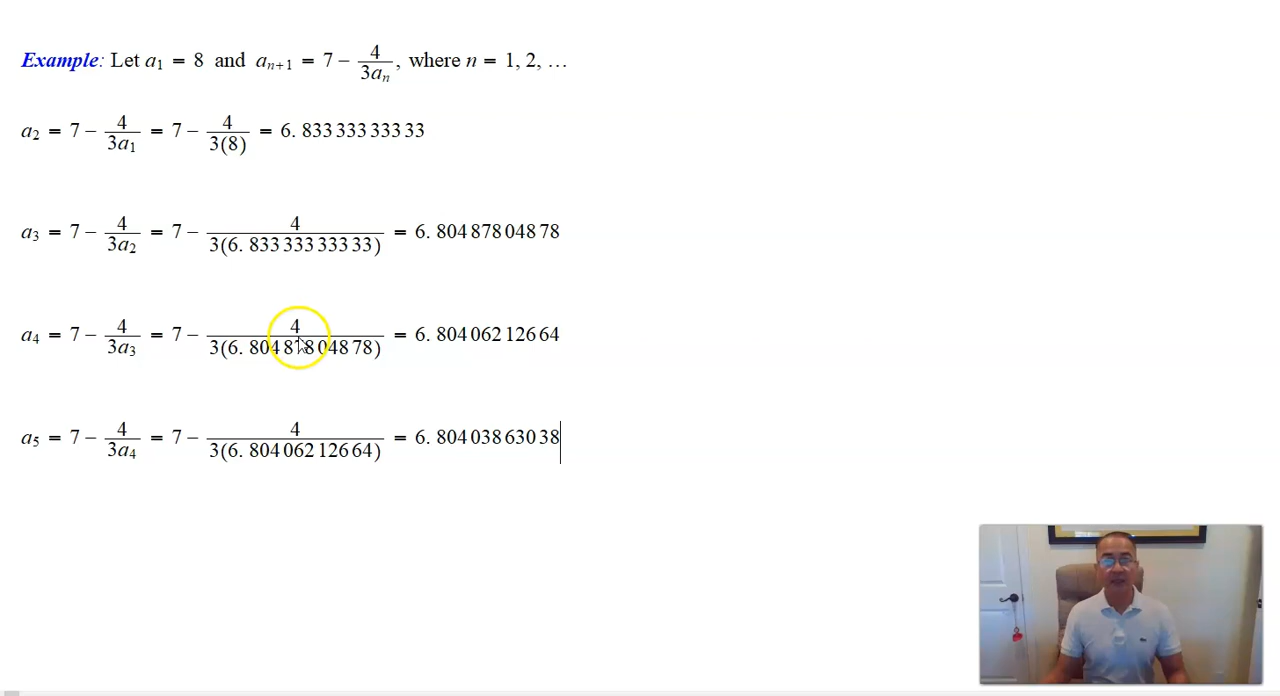 Example: Let a₁ = 8 and aₙ₊₁ = 7 − 4/(3aₙ), where n = 1, 2, …
a₂ = 7 − 4/(3a₁) = 7 − 4/(3(8)) = 6. 833 333 333 33
a₃ = 7 − 4/(3a₂) = 7 − 4/(3(6. 833 333 333 33)) = 6. 804 878 048 78
a₄ = 7 − 4/(3a₃) = 7 − 4/(3(6. 804 878 048 78)) = 6. 804 062 126 64
a₅ = 7 − 4/(3a₄) = 7 − 4/(3(6. 804 062 126 64)) = 6. 804 038 630 38